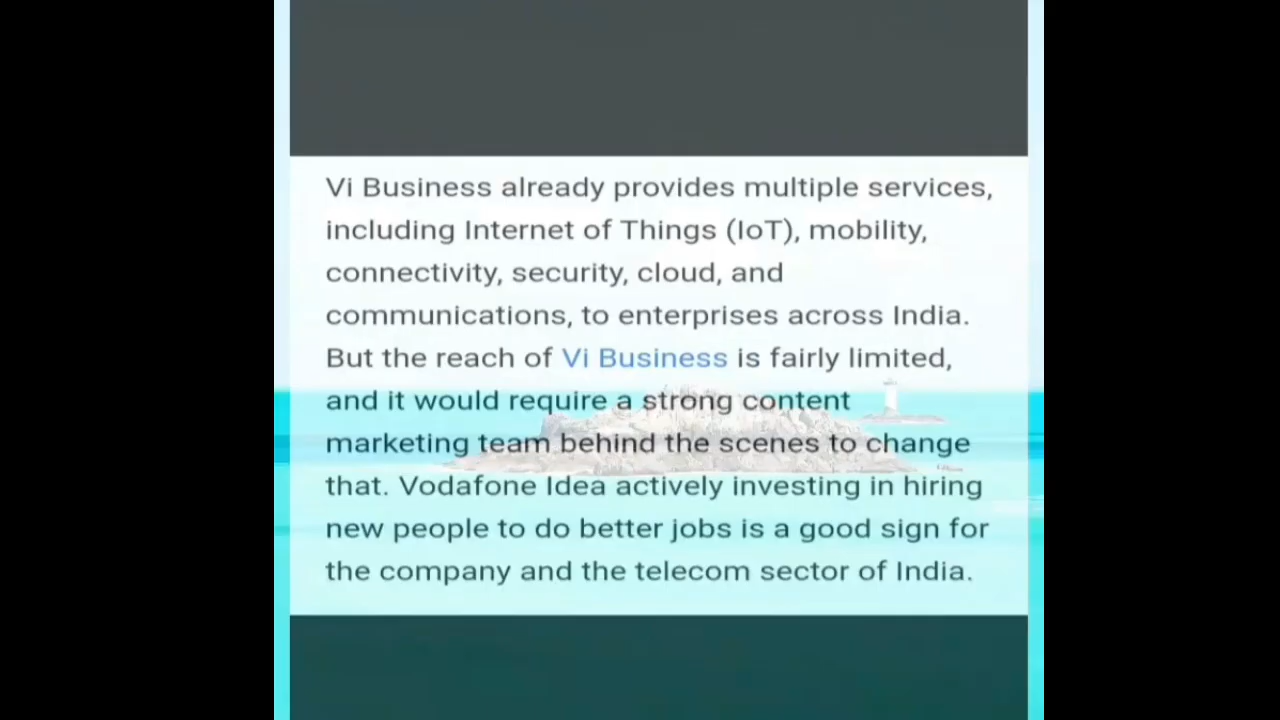 Vi Business already provides multiple services,
including Internet of Things (IoT), mobility,
connectivity, security, cloud, and
communications, to enterprises across India.
But the reach of Vi Business is fairly limited,
and it would require a strong content
marketing team behind the scenes to change
that. Vodafone Idea actively investing in hiring
new people to do better jobs is a good sign for
the company and the telecom sector of India.